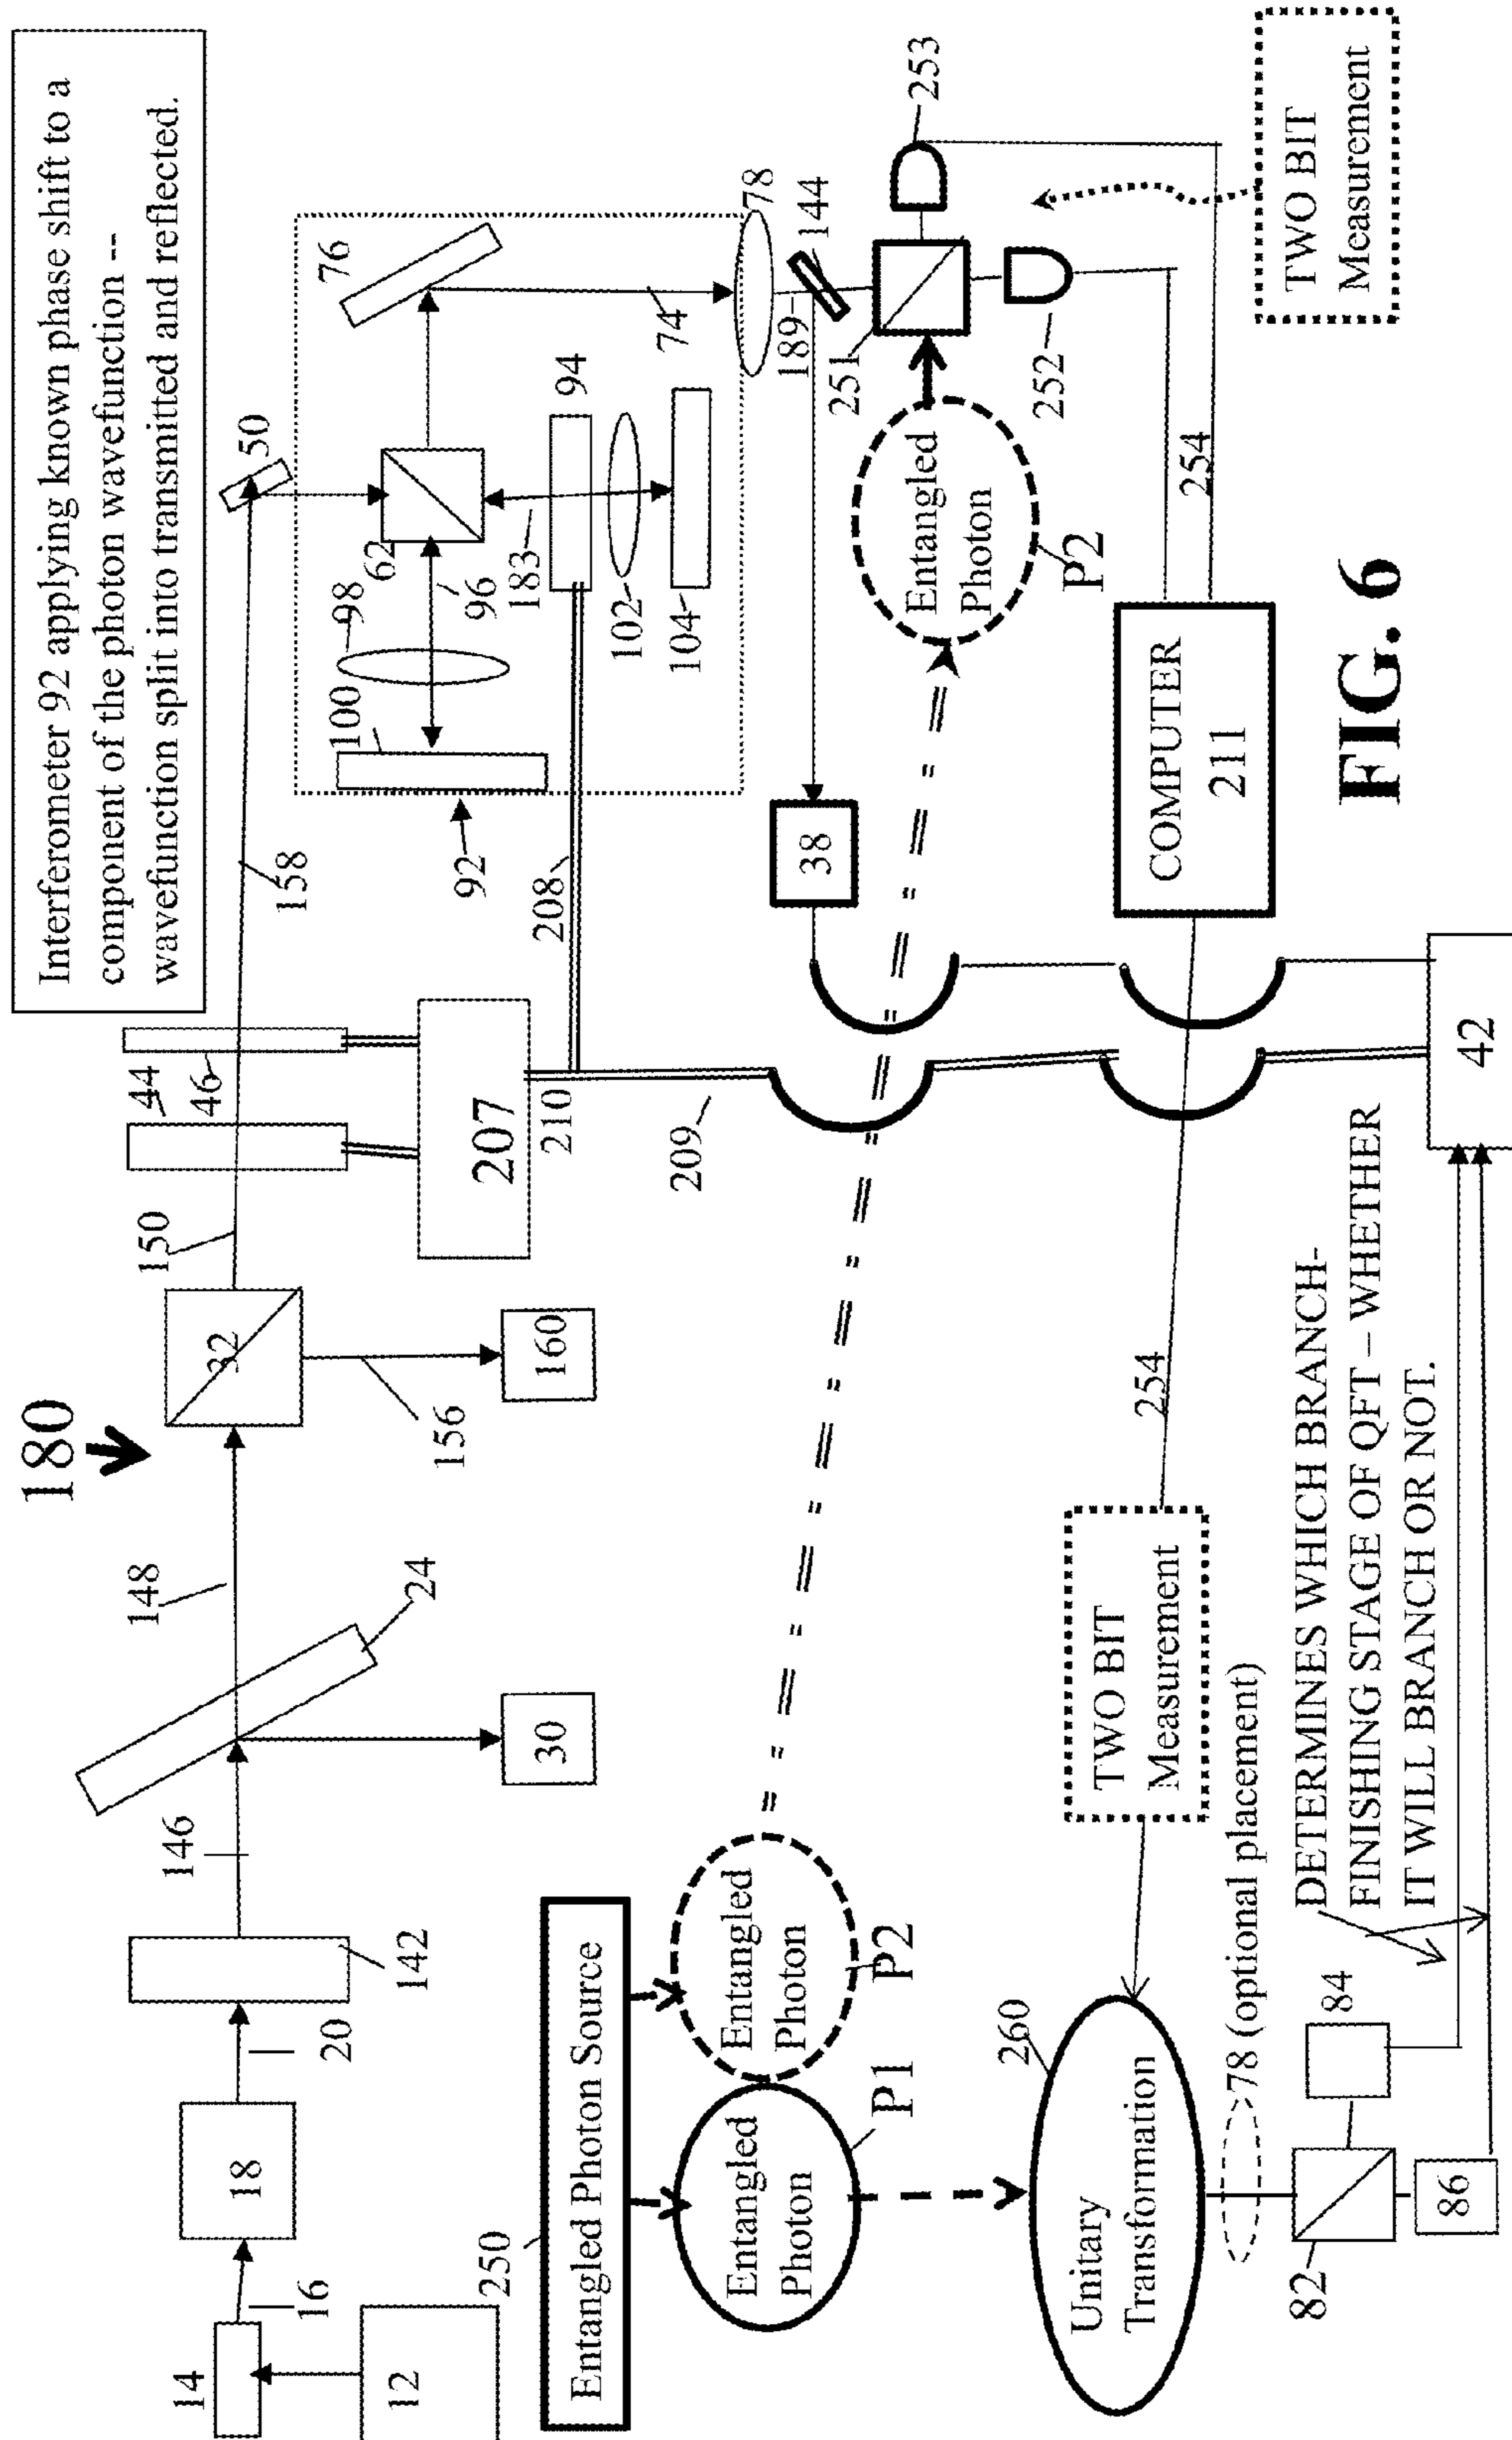 Interferometer 92 applying known phase shift to a
component of the photon wavefunction --
wavefunction split into transmitted and reflected.
180
14
16
18
20
142
146
148
24
32
150
44
46
158
50
12
30
156
160
207
210
208
209
92
100
98
96
62
183
102
104
94
76
74
78
189
144
250
Entangled Photon Source
Entangled
Photon
P1
Entangled
Photon
P2
38
Entangled
Photon
P2
251
252
253
254
TWO BIT
Measurement
COMPUTER
211
254
TWO BIT
Measurement
260
Unitary
Transformation
78 (optional placement)
82
84
86
DETERMINES WHICH BRANCH-
FINISHING STAGE OF QFT – WHETHER
IT WILL BRANCH OR NOT.
42
FIG. 6